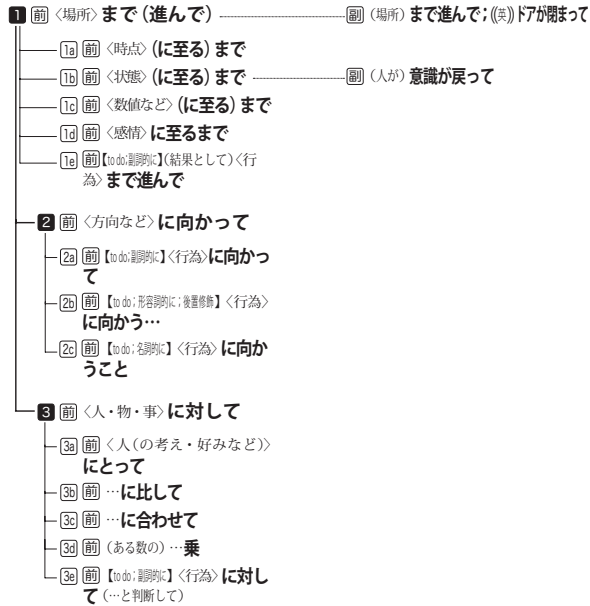 1 前〈場所〉まで(進んで) 副(場所)まで進んで;((英))ドアが閉まって
1a 前〈時点〉(に至る)まで
1b 前〈状態〉(に至る)まで 副(人が)意識が戻って
1c 前〈数値など〉(に至る)まで
1d 前〈感情〉に至るまで
1e 前【to do;副詞的に】(結果として)〈行
為〉まで進んで
2 前〈方向など〉に向かって
2a 前【to do;副詞的に】〈行為〉に向かっ
て
2b 前【to do;形容詞的に;後置修飾】〈行為〉
に向かう…
2c 前【to do;名詞的に】〈行為〉に向か
うこと
3 前〈人・物・事〉に対して
3a 前〈人(の考え・好みなど)〉
にとって
3b 前…に比して
3c 前…に合わせて
3d 前(ある数の)…乗
3e 前【to do;副詞的に】〈行為〉に対し
て(…と判断して)